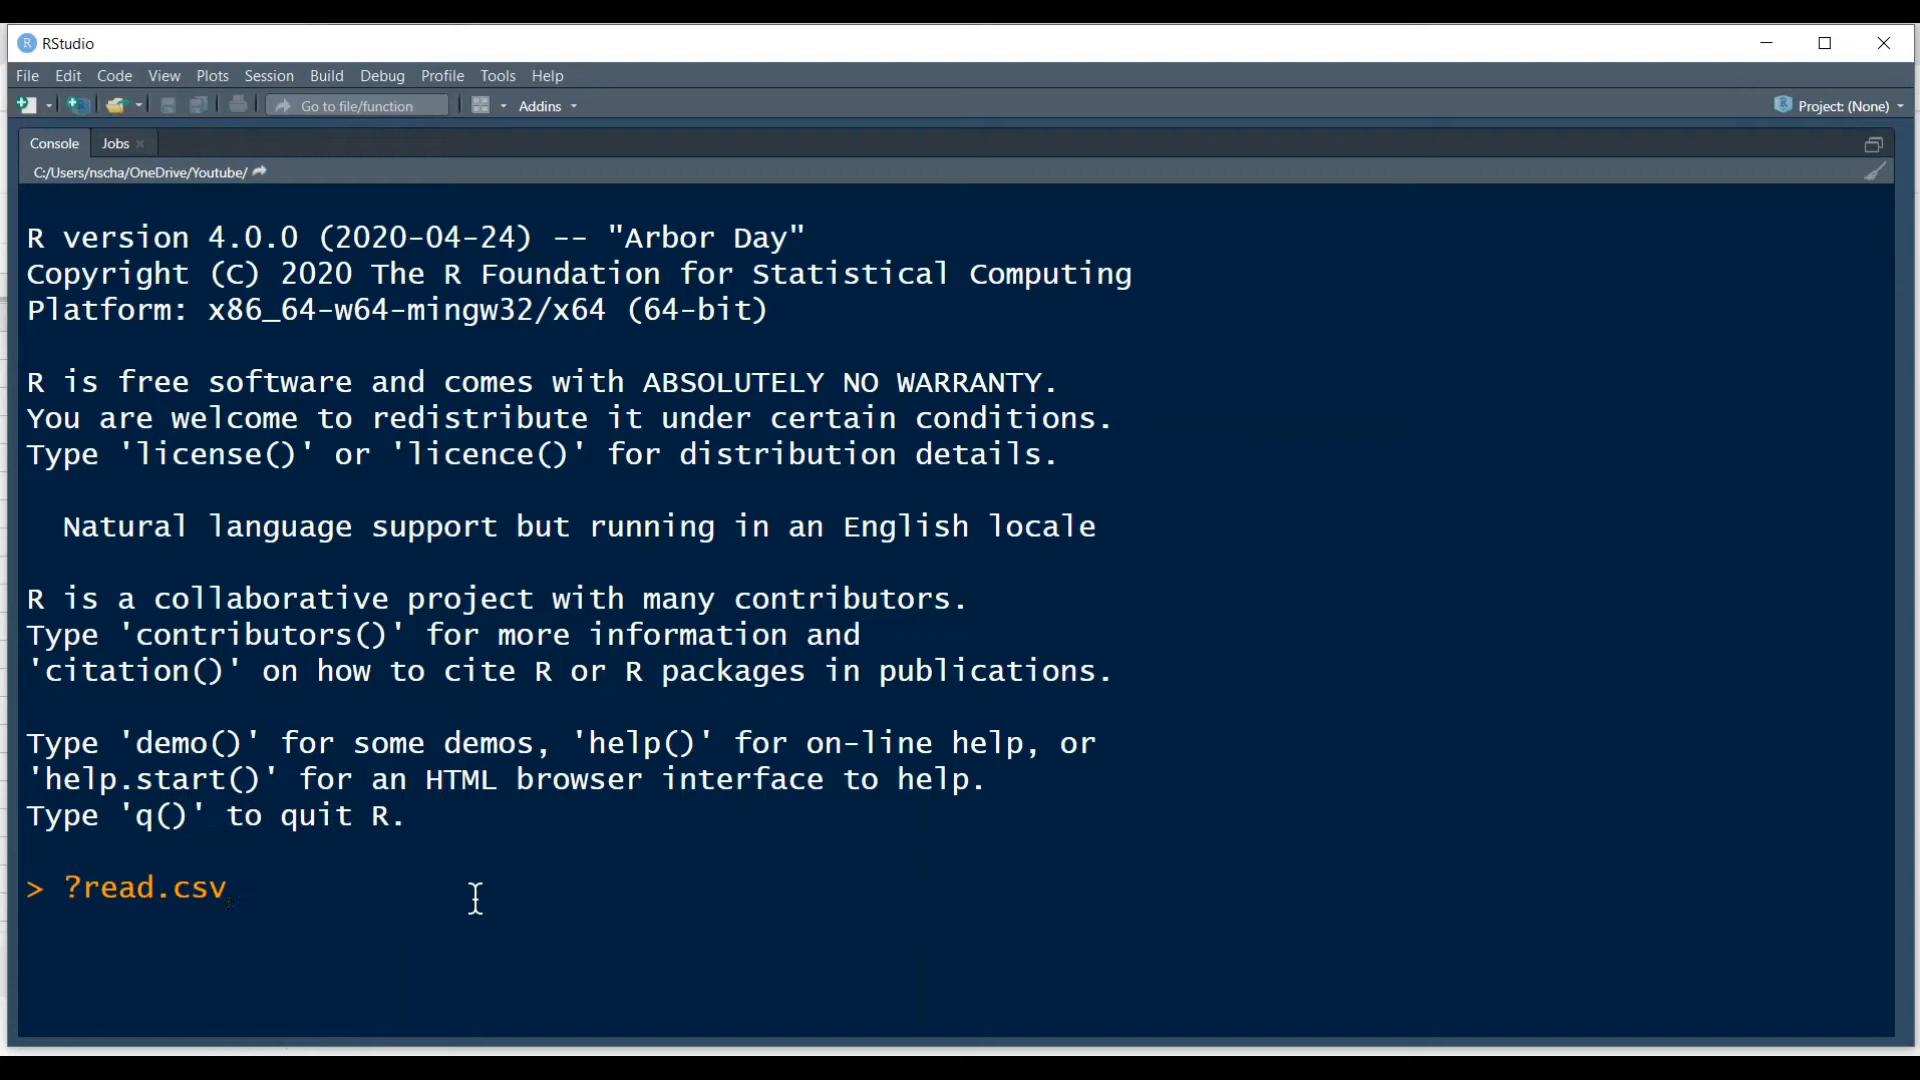 RStudio
File Edit Code View Plots Session Build Debug Profile Tools Help
Go to file/function Addins Project: (None)
Console Jobs
C:/Users/nscha/OneDrive/Youtube/
R version 4.0.0 (2020-04-24) -- "Arbor Day"
Copyright (C) 2020 The R Foundation for Statistical Computing
Platform: x86_64-w64-mingw32/x64 (64-bit)
R is free software and comes with ABSOLUTELY NO WARRANTY.
You are welcome to redistribute it under certain conditions.
Type 'license()' or 'licence()' for distribution details.
Natural language support but running in an English locale
R is a collaborative project with many contributors.
Type 'contributors()' for more information and
'citation()' on how to cite R or R packages in publications.
Type 'demo()' for some demos, 'help()' for on-line help, or
'help.start()' for an HTML browser interface to help.
Type 'q()' to quit R.
> ?read.csv